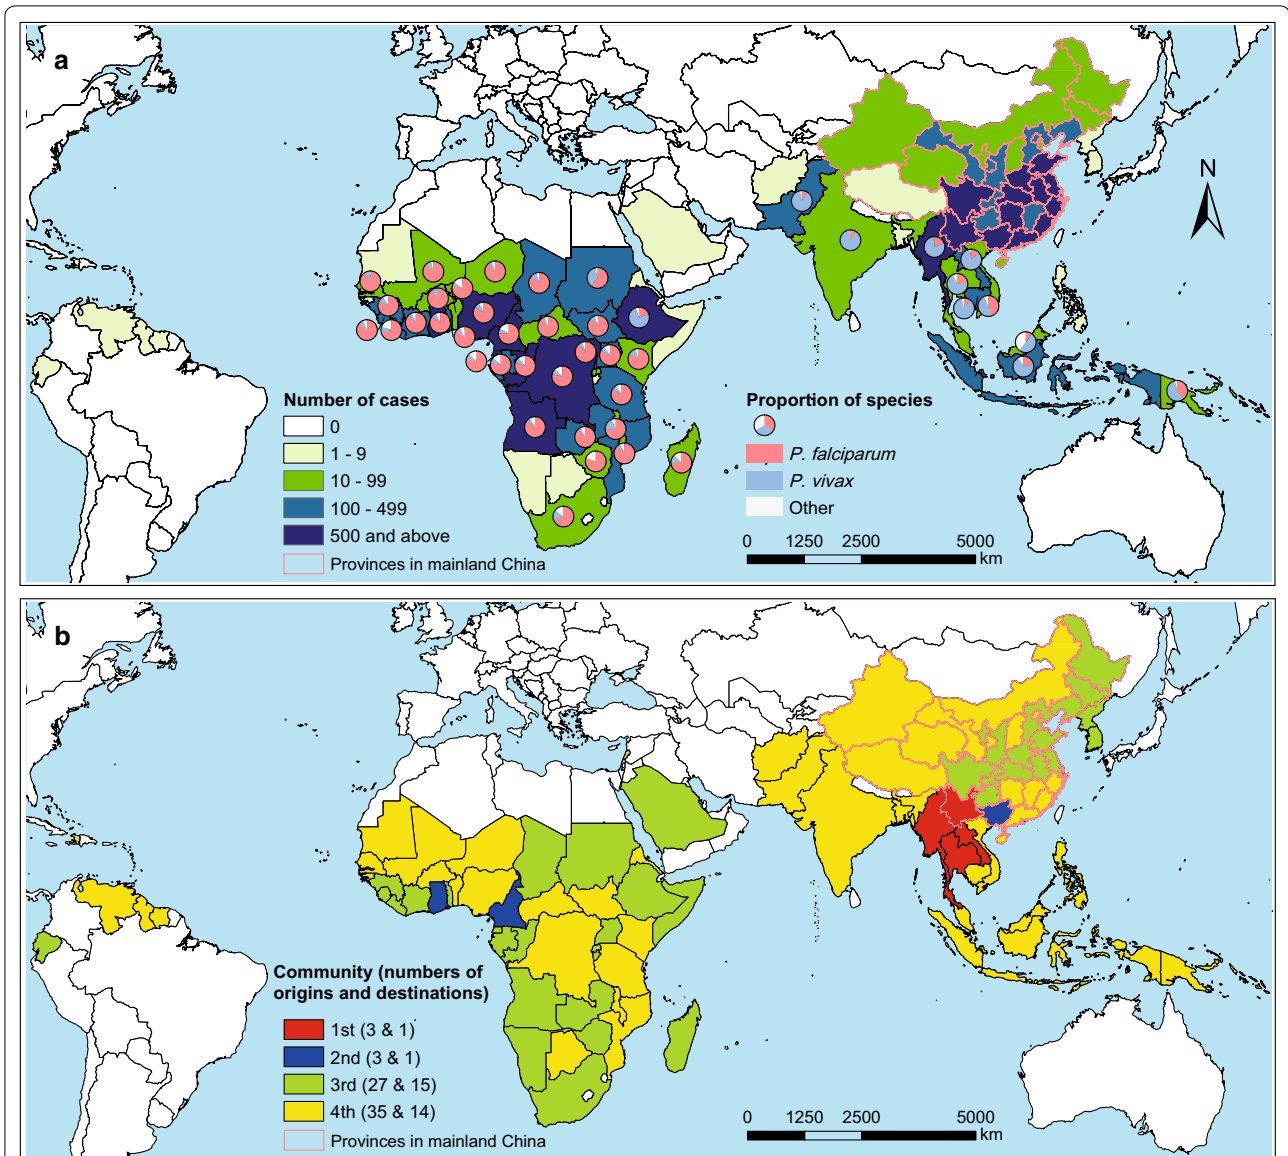 a
N
Number of cases
0
1 - 9
10 - 99
100 - 499
500 and above
Provinces in mainland China
Proportion of species
P. falciparum
P. vivax
Other
0 1250 2500 5000
km
b
Community (numbers of
origins and destinations)
1st (3 & 1)
2nd (3 & 1)
3rd (27 & 15)
4th (35 & 14)
Provinces in mainland China
0 1250 2500 5000
km